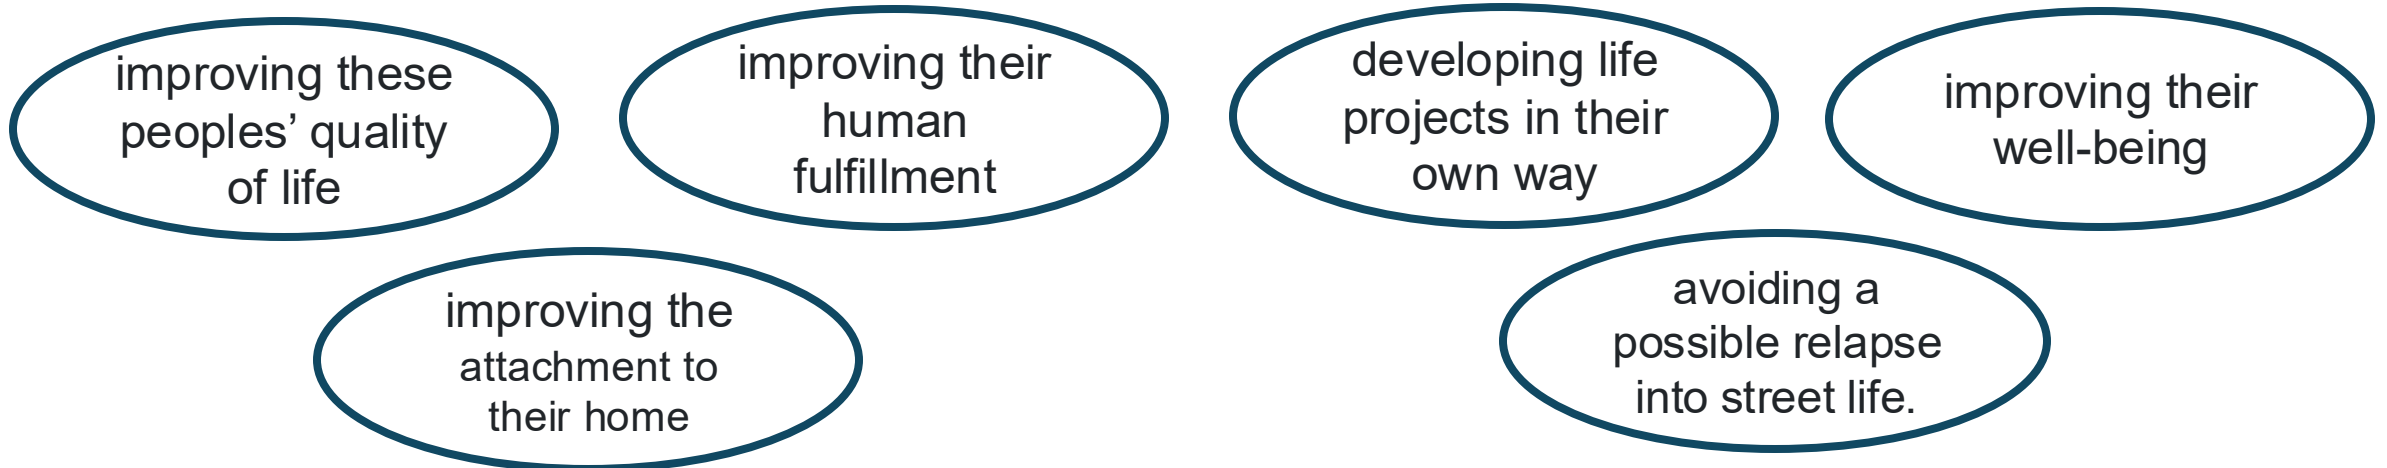 improving these
peoples’ quality
of life
improving their
human
fulfillment
developing life
projects in their
own way
improving their
well-being
improving the
attachment to
their home
avoiding a
possible relapse
into street life.